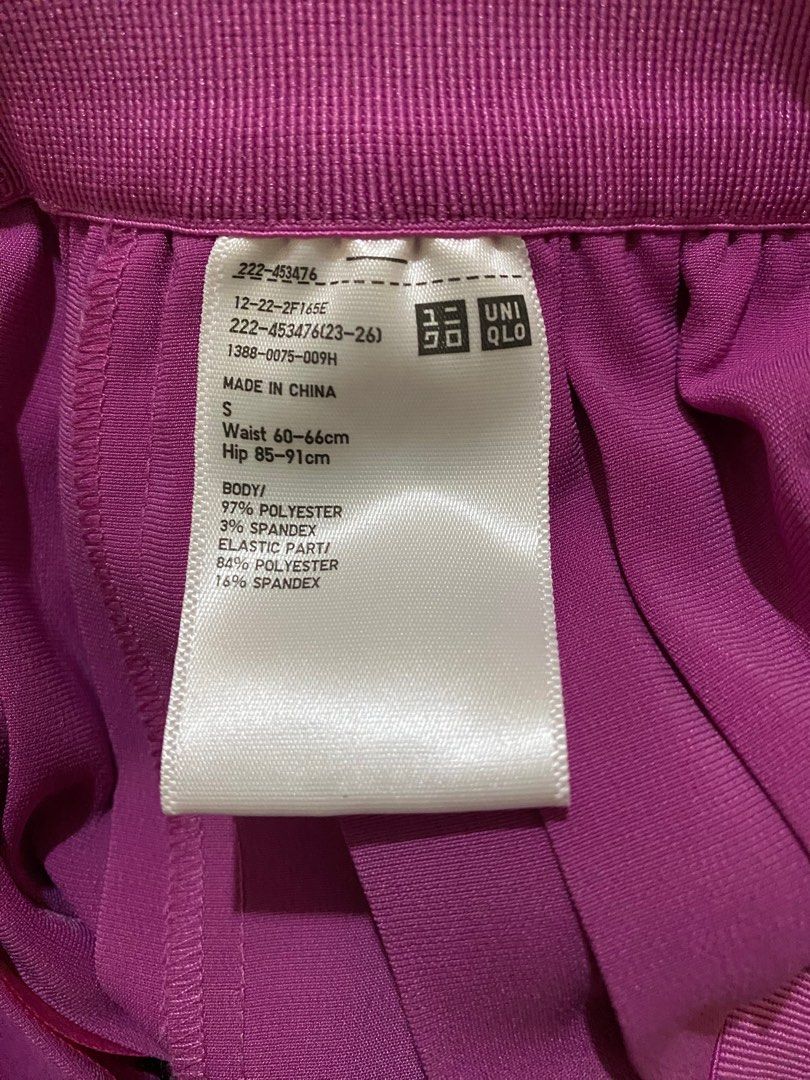 222-453476
12-22-2F165E
222-453476(23-26)
1388-0075-009H
ユニ
クロ
UNI
QLO
MADE IN CHINA
S
Waist 60-66cm
Hip 85-91cm
BODY/
97% POLYESTER
3% SPANDEX
ELASTIC PART/
84% POLYESTER
16% SPANDEX